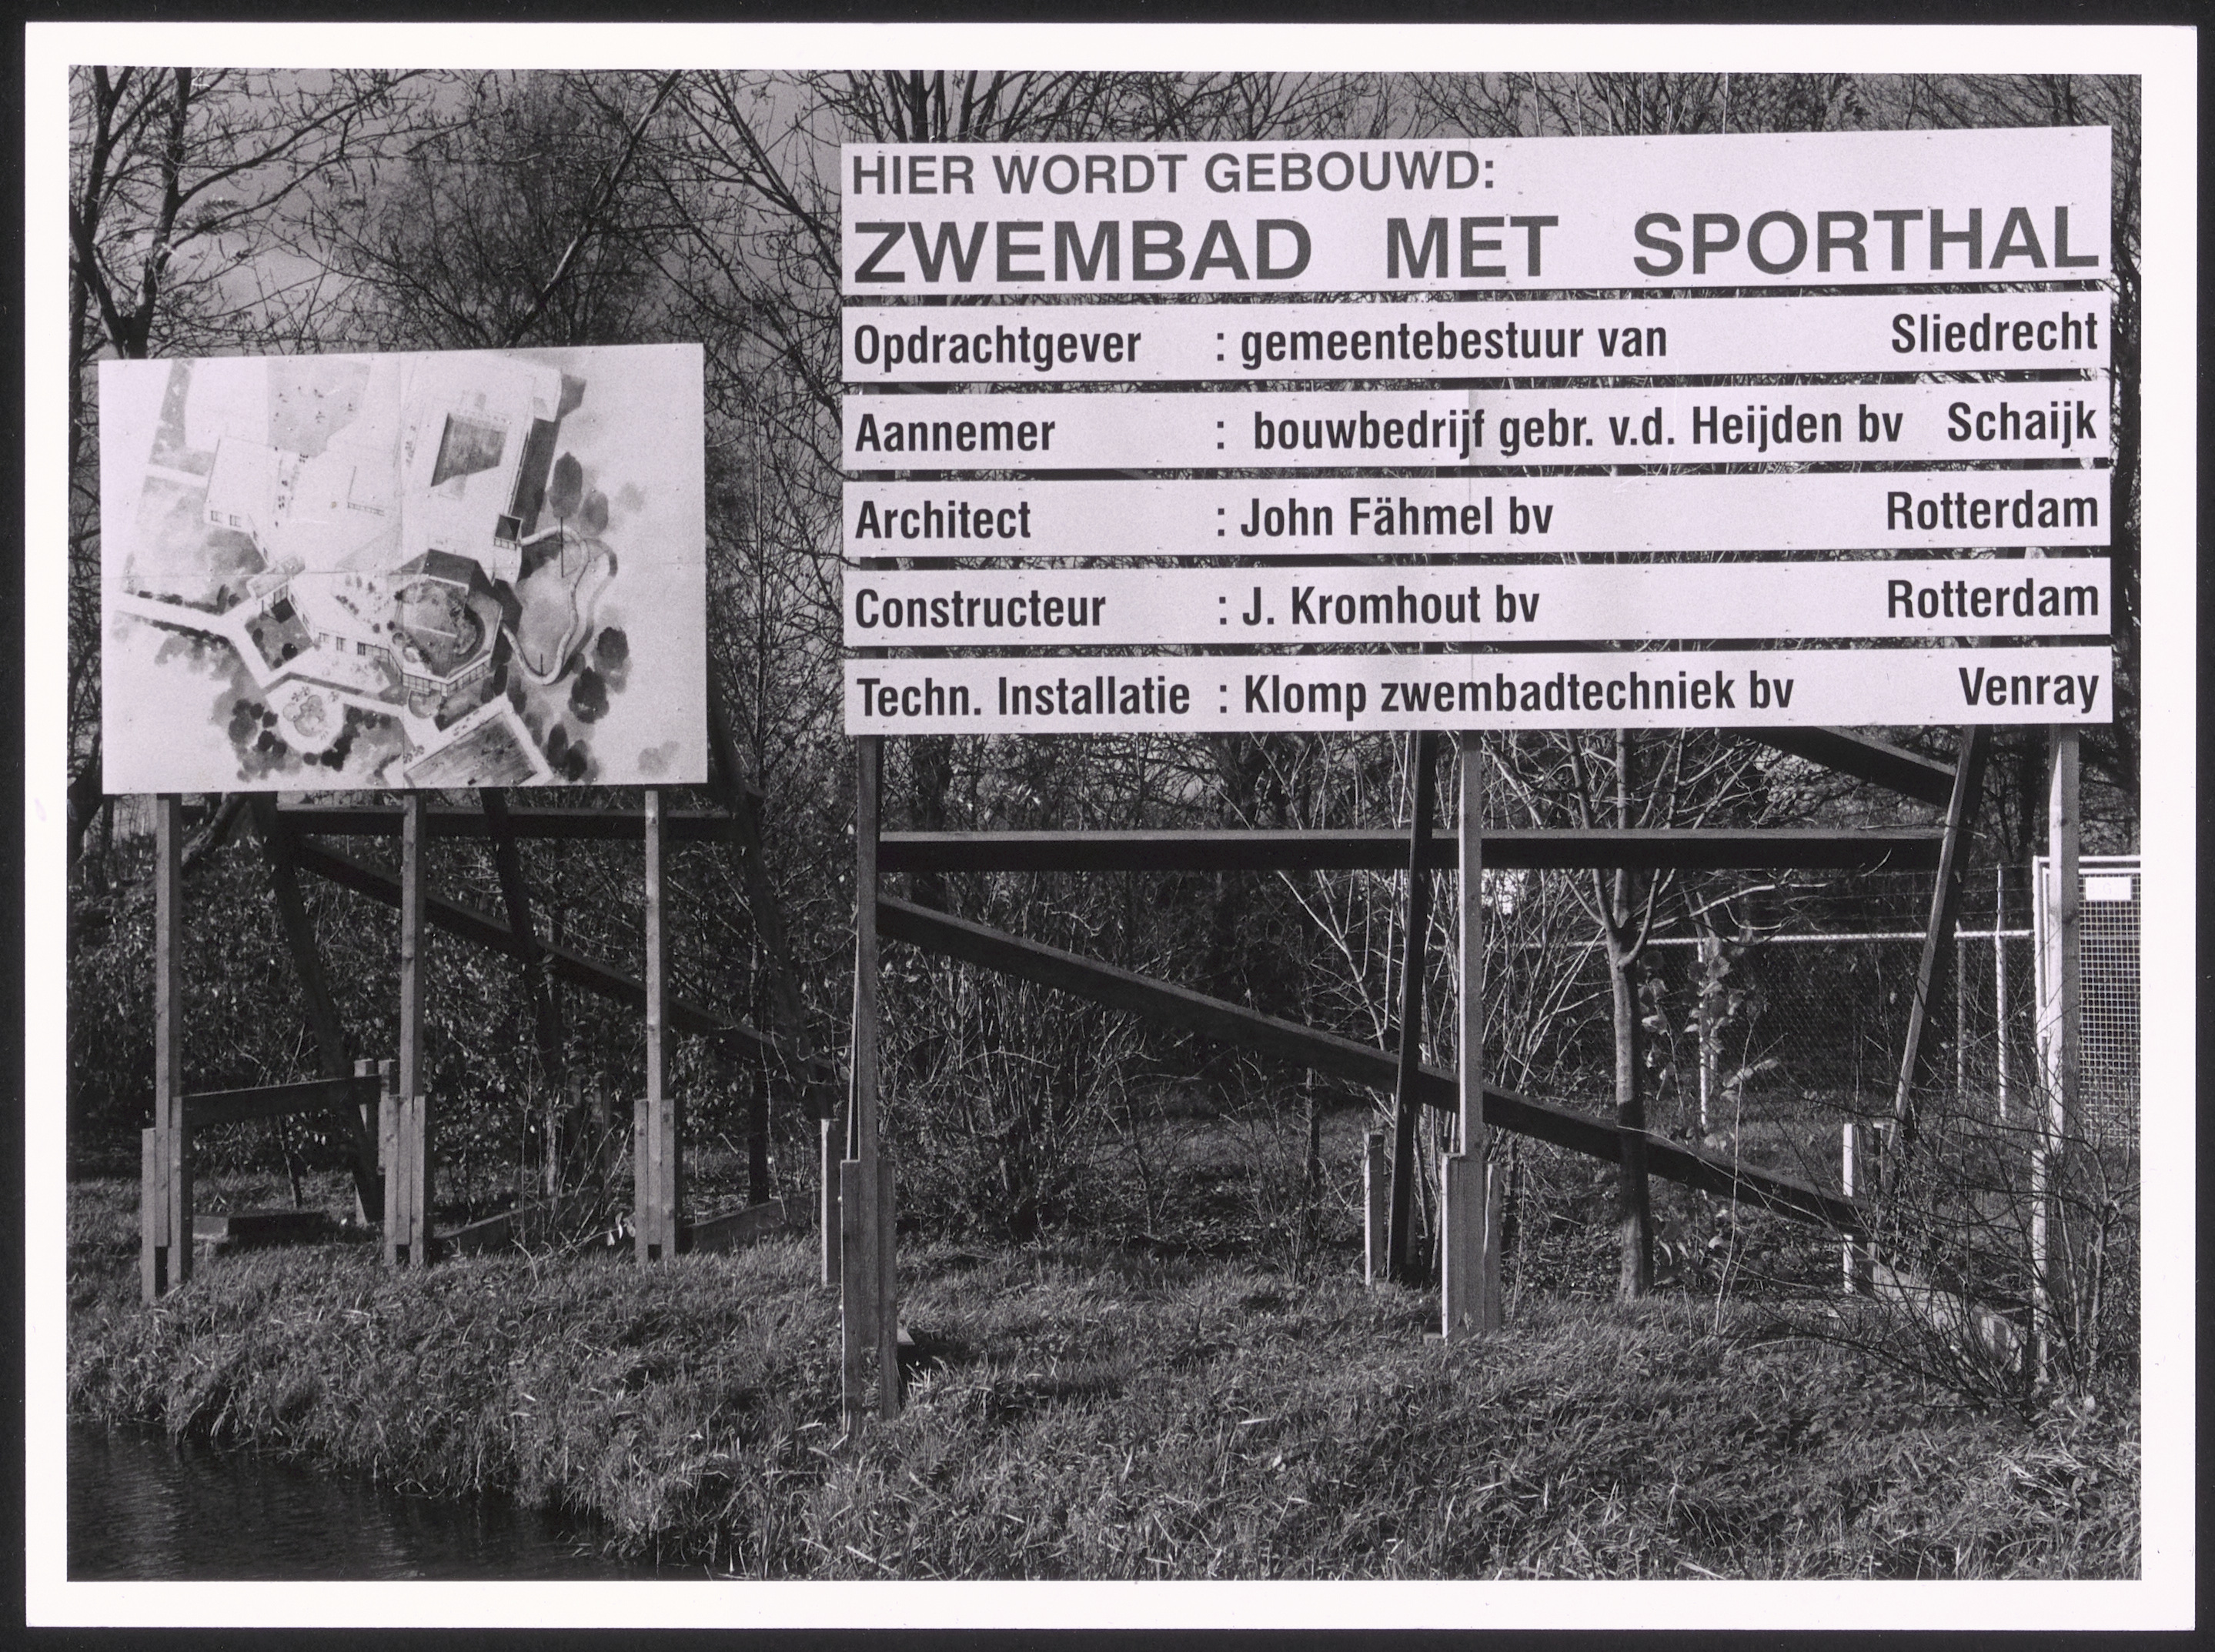 HIER WORDT GEBOUWD:
ZWEMBAD MET SPORTHAL
Opdrachtgever : gemeentebestuur van Sliedrecht
Aannemer : bouwbedrijf gebr. v.d. Heijden bv Schaijk
Architect : John Fähmel bv Rotterdam
Constructeur : J. Kromhout bv Rotterdam
Techn. Installatie : Klomp zwembadtechniek bv Venray